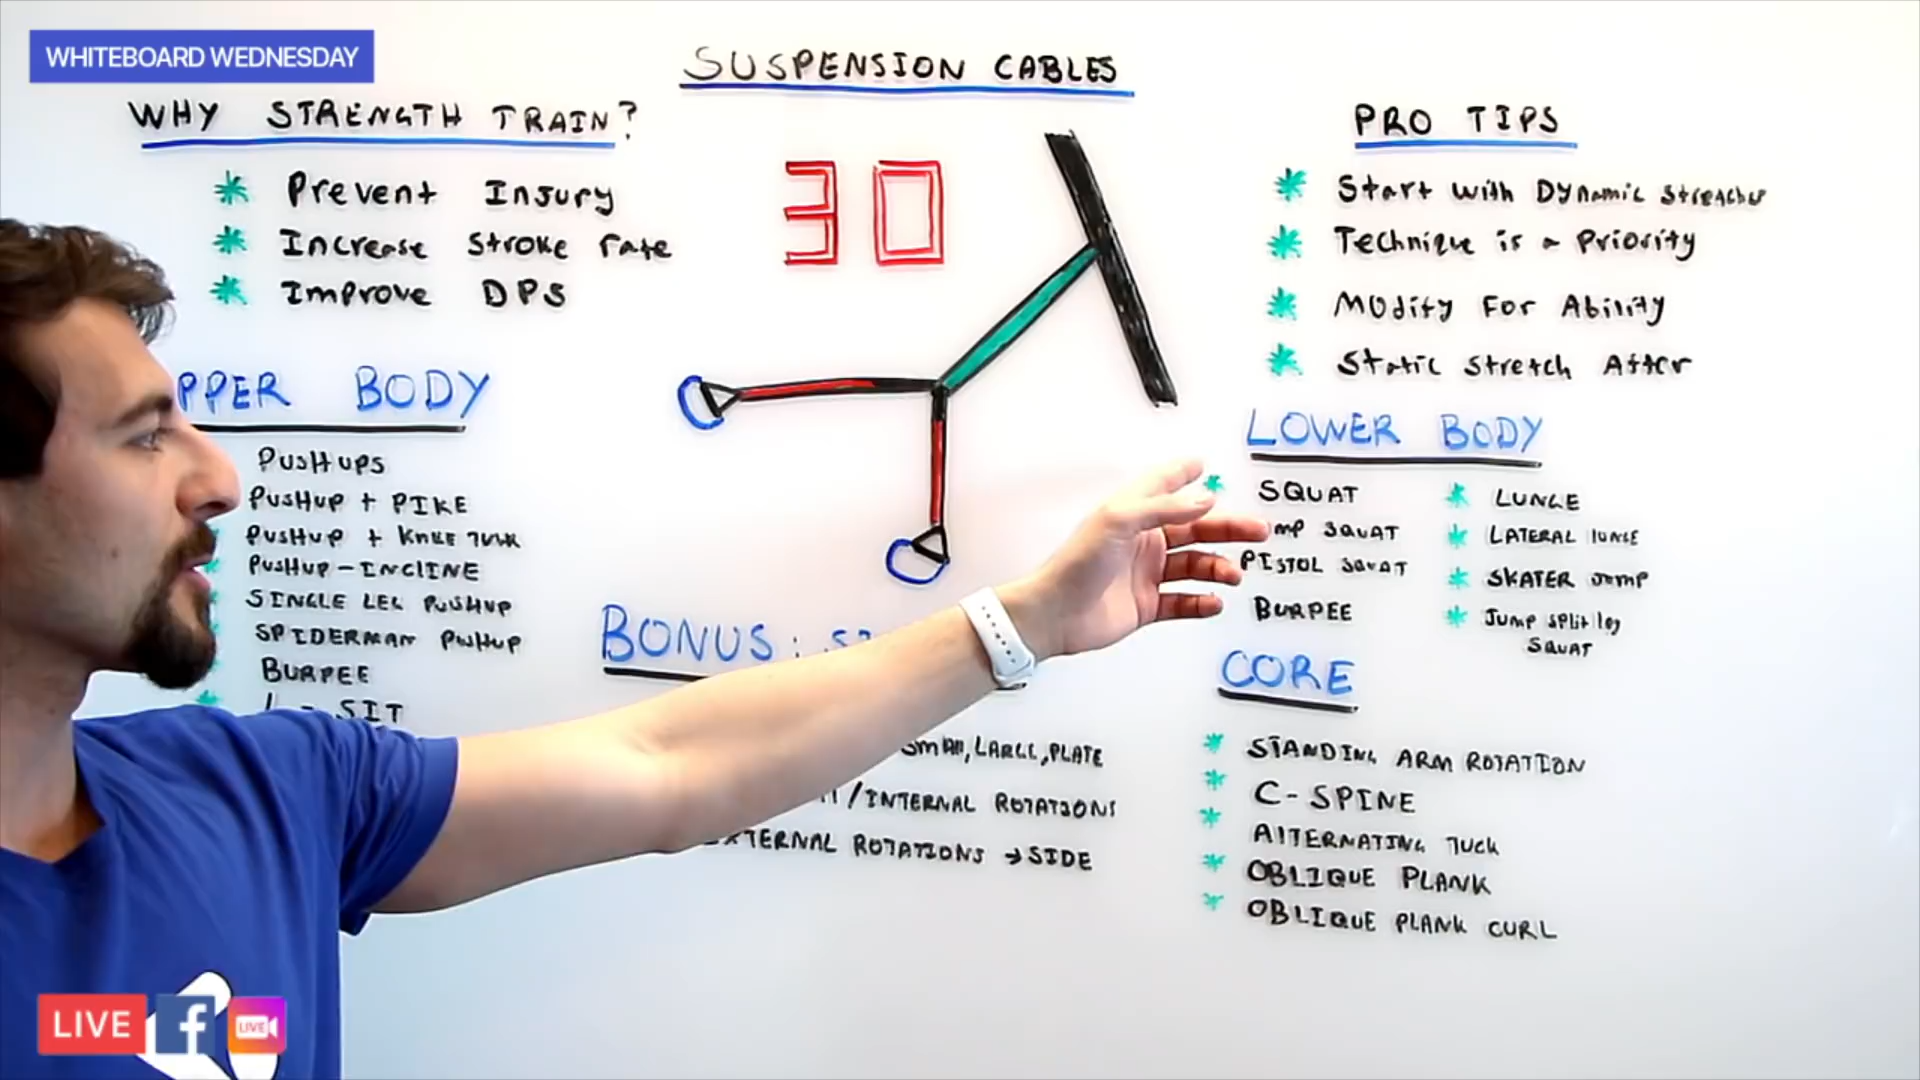 WHITEBOARD WEDNESDAY
SUSPENSION CABLES
WHY STRENGTH TRAIN?
Prevent Injury
Increase Stroke rate
Improve DPS
30
PRO TIPS
Start with Dynamic Stretches
Technique is a Priority
Modify For Ability
Static Stretch After
PPER BODY
PUSHUPS
PUSHUP + PIKE
PUSHUP + KNEE TUCK
PUSHUP-INCLINE
SINGLE LEG PUSHUP
SPIDERMAN PUSHUP
BURPEE
L - SIT
LOWER BODY
SQUAT
MP SQUAT
PISTOL SQUAT
BURPEE
LUNGE
LATERAL LUNGE
SKATER JUMP
Jump split leg
SQUAT
BONUS:
SMALL, LARGE, PLATE
/INTERNAL ROTATIONS
EXTERNAL ROTATIONS → SIDE
CORE
STANDING ARM ROTATION
C-SPINE
ALTERNATING TUCK
OBLIQUE PLANK
OBLIQUE PLANK CURL
LIVE
f
LIVE